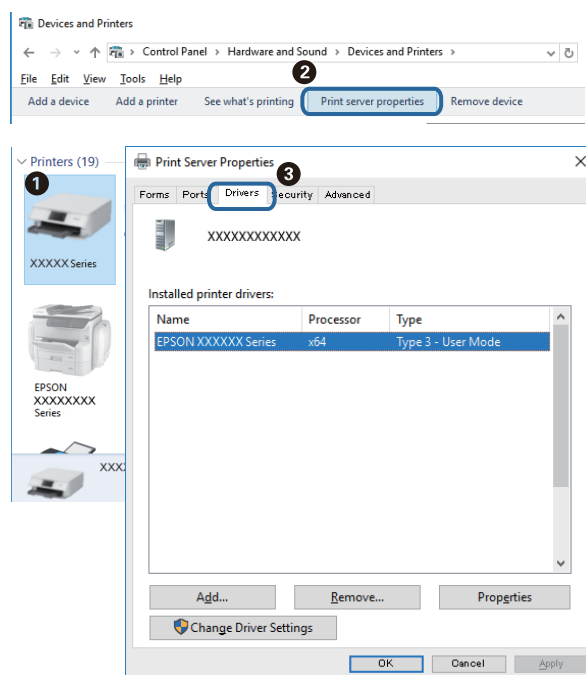 Devices and Printers
Control Panel > Hardware and Sound > Devices and Printers >
2
File Edit View Tools Help
Add a device Add a printer See what's printing Print server properties Remove device
Printers (19)
1
XXXXX Series
EPSON
XXXXXXXX
Series
Print Server Properties
3
Forms Ports Drivers Security Advanced
XXXXXXXXXXXX
Installed printer drivers:
Name Processor Type
EPSON XXXXXX Series x64 Type 3 - User Mode
Add... Remove... Properties
Change Driver Settings
OK Cancel Apply